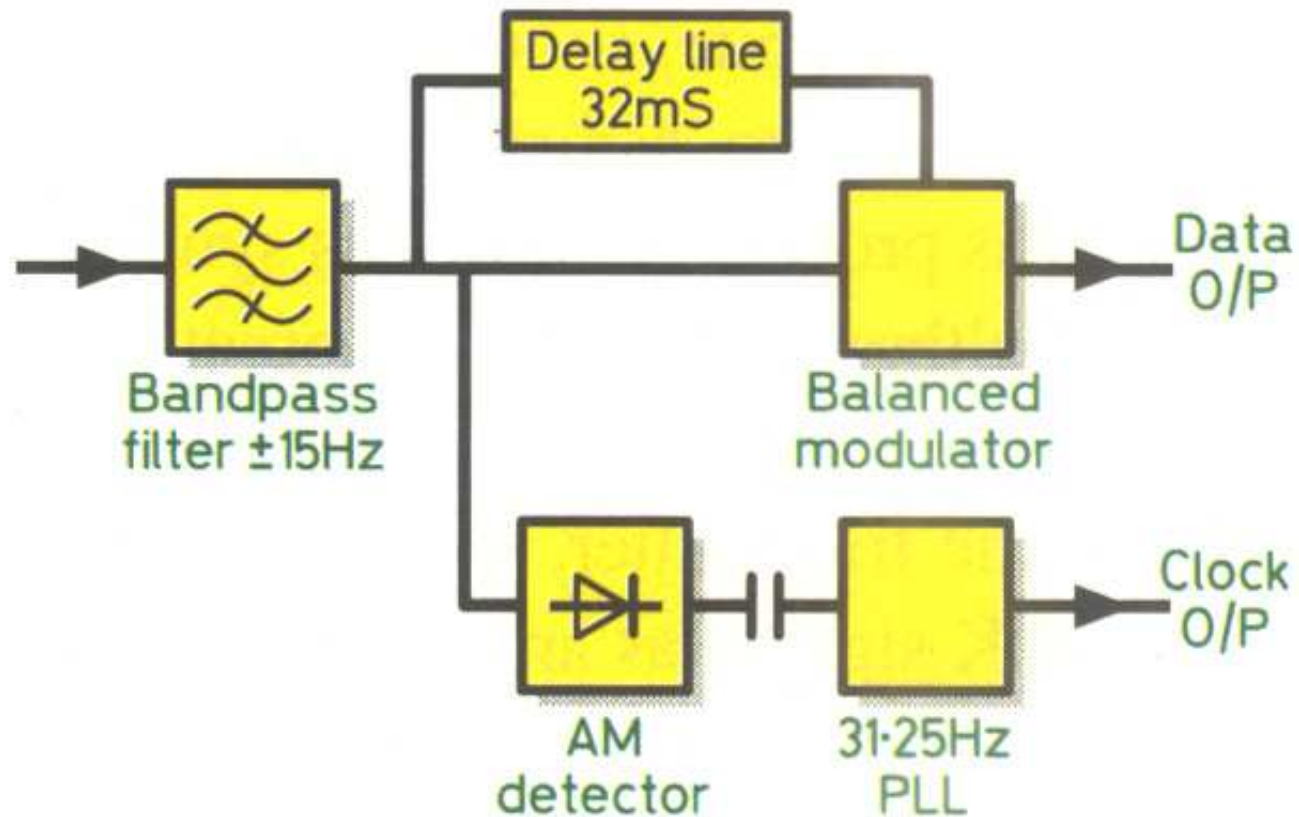 Delay line
32mS
Data
O/P
Bandpass
filter ±15Hz
Balanced
modulator
Clock
O/P
AM
detector
31·25Hz
PLL